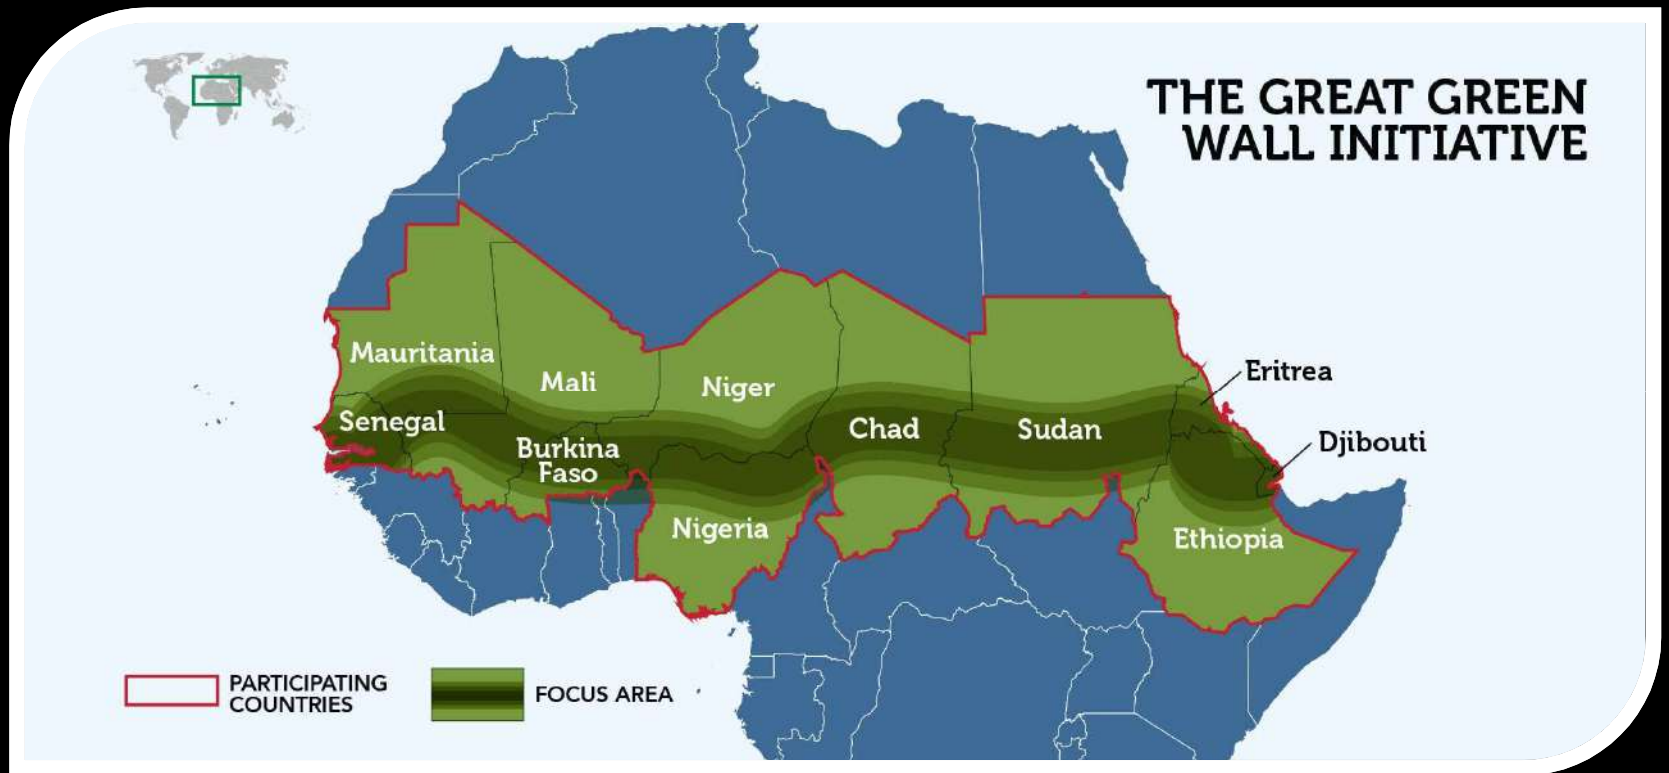 THE GREAT GREEN
WALL INITIATIVE
Mauritania
Mali
Niger
Eritrea
Senegal
Chad
Sudan
Djibouti
Burkina
Faso
Nigeria
Ethiopia
PARTICIPATING
COUNTRIES
FOCUS AREA